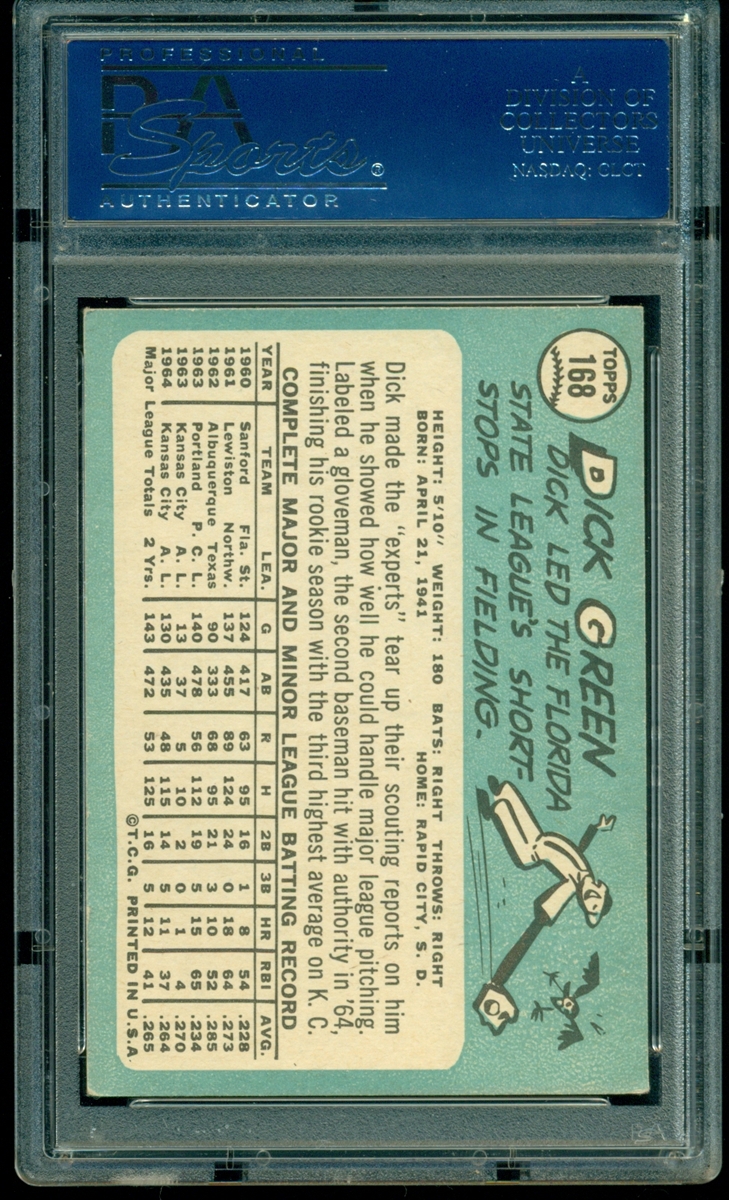 PROFESSIONAL
PSA
Sports®
AUTHENTICATOR
A
DIVISION OF
COLLECTORS
UNIVERSE
NASDAQ: CLCT
TOPPS
168
DICK GREEN
DICK LED THE FLORIDA
STATE LEAGUE'S SHORT-
STOPS IN FIELDING.
HEIGHT: 5'10" WEIGHT: 180 BATS: RIGHT THROWS: RIGHT
BORN: APRIL 21, 1941 HOME: RAPID CITY, S. D.
Dick made the "experts" tear up their scouting reports on him
when he showed how well he could handle major league pitching.
Labeled a gloveman, the second baseman hit with authority in '64,
finishing his rookie season with the third highest average on K. C.
COMPLETE MAJOR AND MINOR LEAGUE BATTING RECORD
YEAR TEAM LEA. G AB R H 2B 3B HR RBI AVG.
1960 Sanford Fla. St. 124 417 63 95 16 1 8 54 .228
1961 Lewiston Northw. 137 455 89 124 24 0 18 64 .273
1962 Albuquerque Texas 90 333 68 95 21 3 10 52 .285
1963 Portland P. C. L. 140 478 56 112 19 5 15 65 .234
1963 Kansas City A. L. 13 37 5 10 2 0 1 4 .270
1964 Kansas City A. L. 130 435 48 115 14 5 11 37 .264
Major League Totals 2 Yrs. 143 472 53 125 16 5 12 41 .265
©T.C.G. PRINTED IN U.S.A.